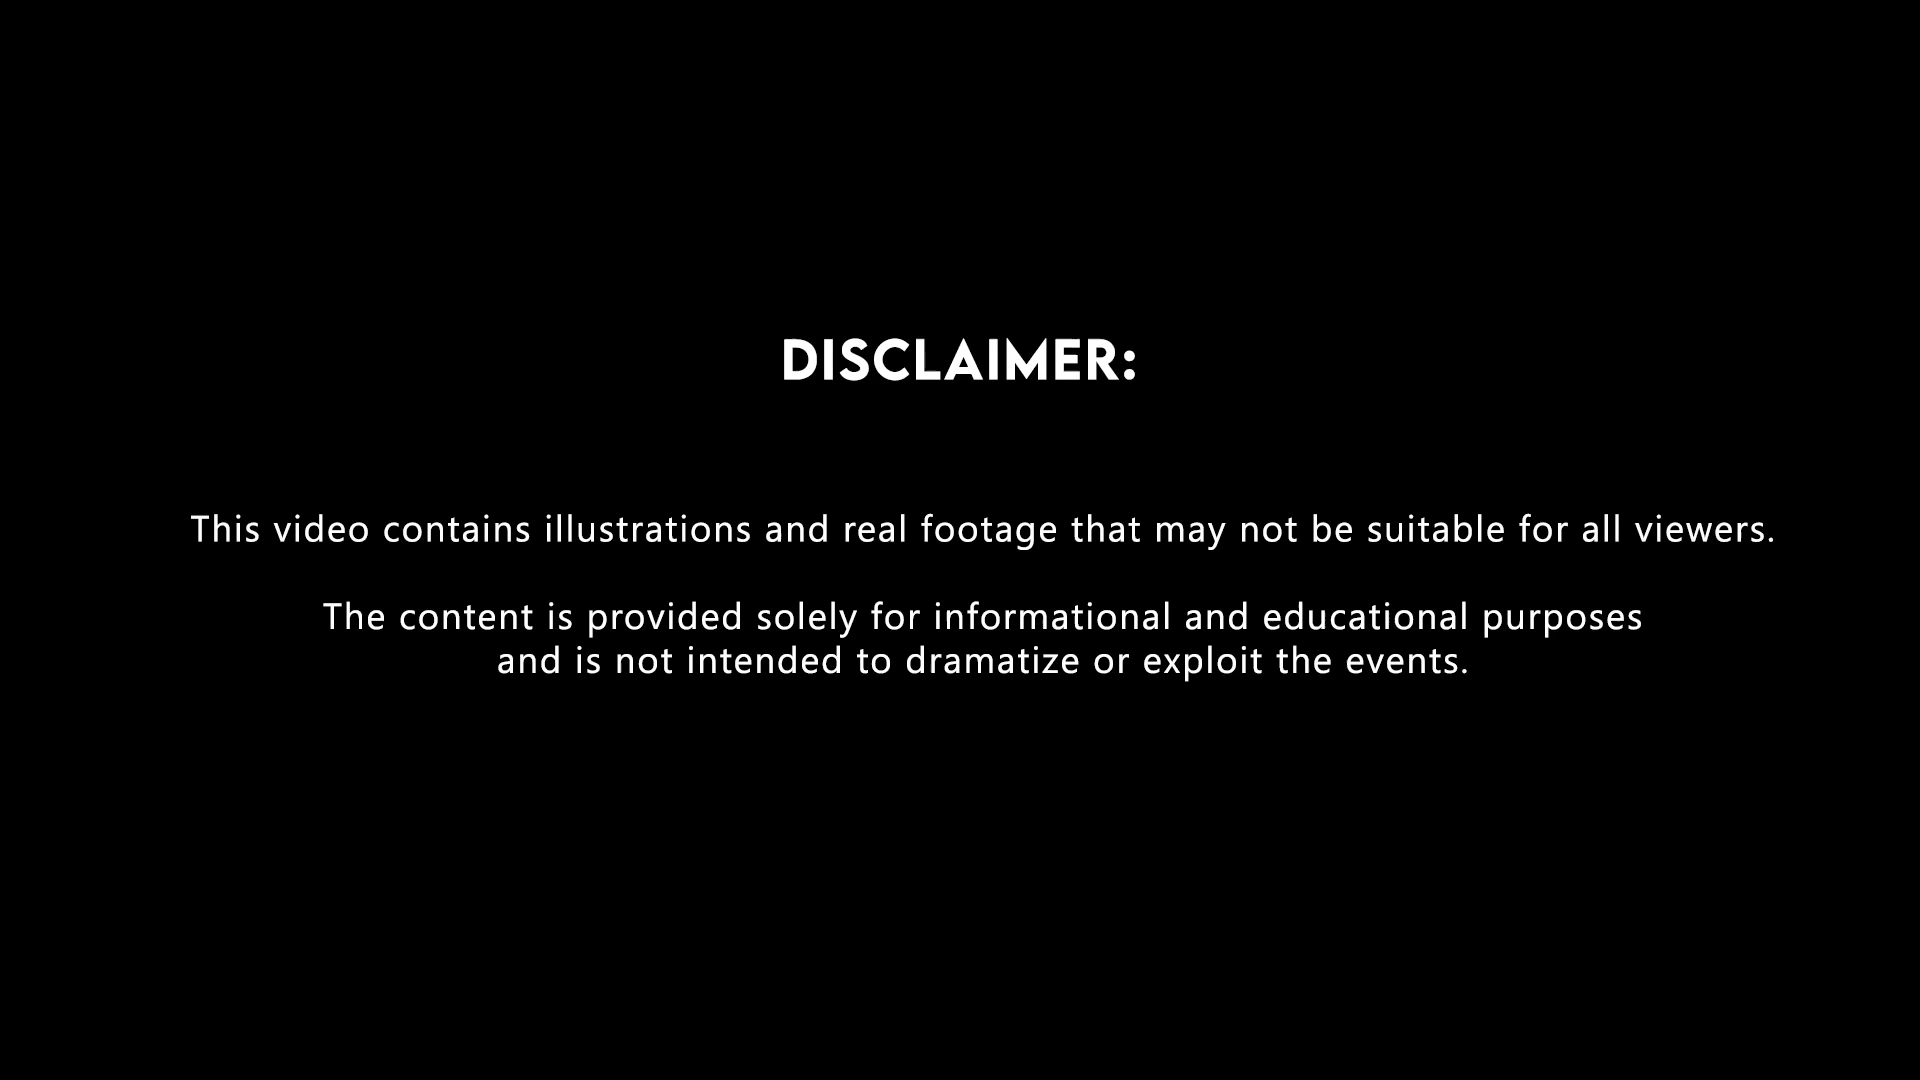 DISCLAIMER:
This video contains illustrations and real footage that may not be suitable for all viewers.
The content is provided solely for informational and educational purposes
and is not intended to dramatize or exploit the events.